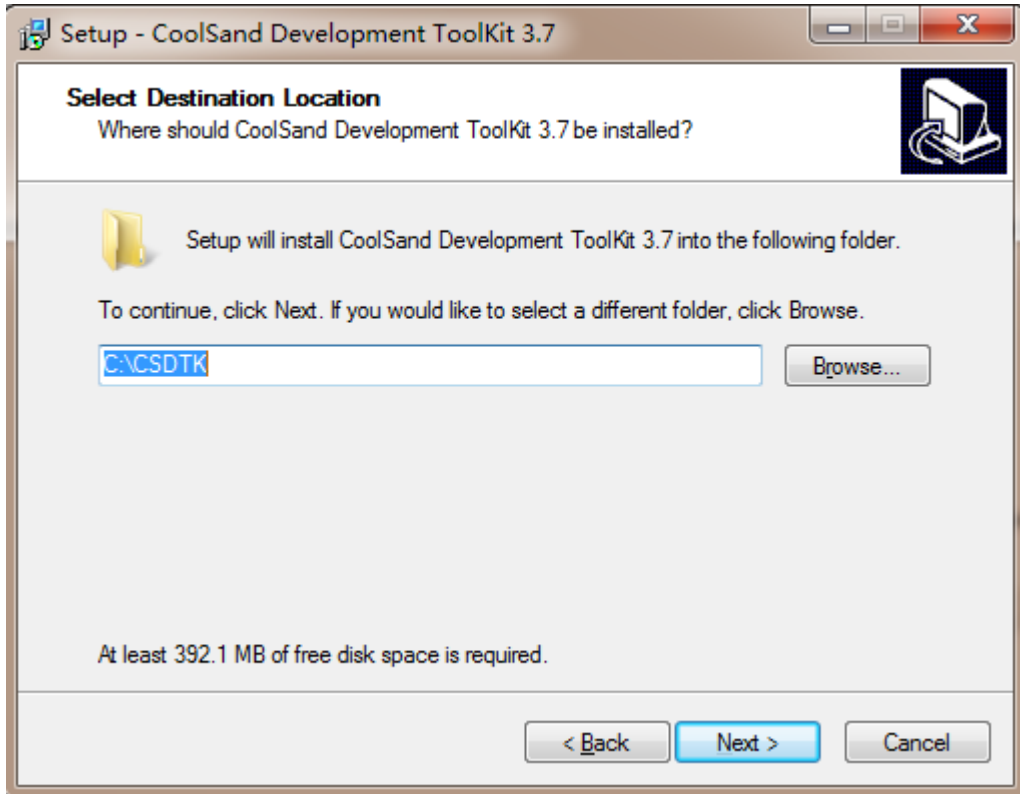 Setup - CoolSand Development ToolKit 3.7
Select Destination Location
Where should CoolSand Development ToolKit 3.7 be installed?
Setup will install CoolSand Development ToolKit 3.7 into the following folder.
To continue, click Next. If you would like to select a different folder, click Browse.
C:\CSDTK
Browse...
At least 392.1 MB of free disk space is required.
< Back
Next >
Cancel